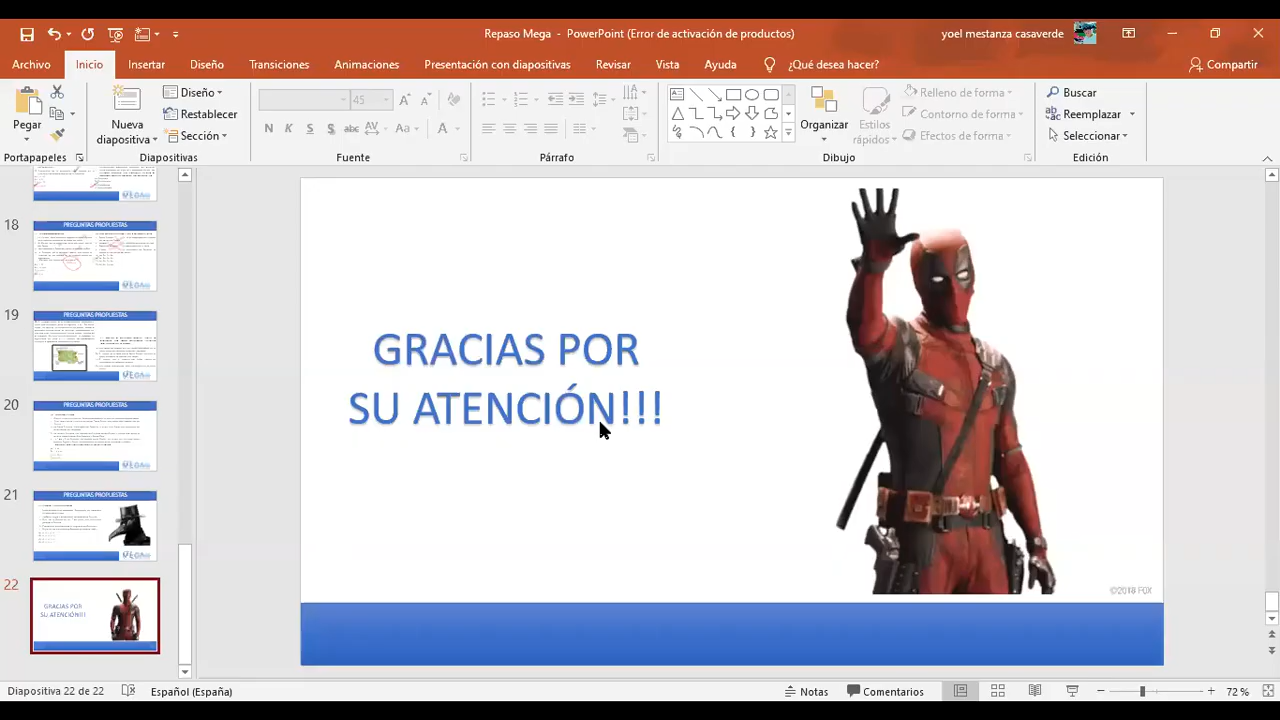 Repaso Mega - PowerPoint (Error de activación de productos)
yoel mestanza casaverde
Archivo Inicio Insertar Diseño Transiciones Animaciones Presentación con diapositivas Revisar Vista Ayuda ¿Qué desea hacer? Compartir
Pegar
Portapapeles
Nueva diapositiva
Diseño
Restablecer
Sección
Diapositivas
45
N K S S abc AV Aa A
Fuente
Párrafo
Organizar
Estilos rápidos
Relleno de forma
Contorno de forma
Efectos de forma
Dibujo
Buscar
Reemplazar
Seleccionar
Edición
18
PREGUNTAS PROPUESTAS
19
PREGUNTAS PROPUESTAS
20
PREGUNTAS PROPUESTAS
21
PREGUNTAS PROPUESTAS
22
GRACIAS POR
SU ATENCIÓN!!!
GRACIAS POR
SU ATENCIÓN!!!
©2018 FOX
Diapositiva 22 de 22 Español (España) Notas Comentarios 72 %